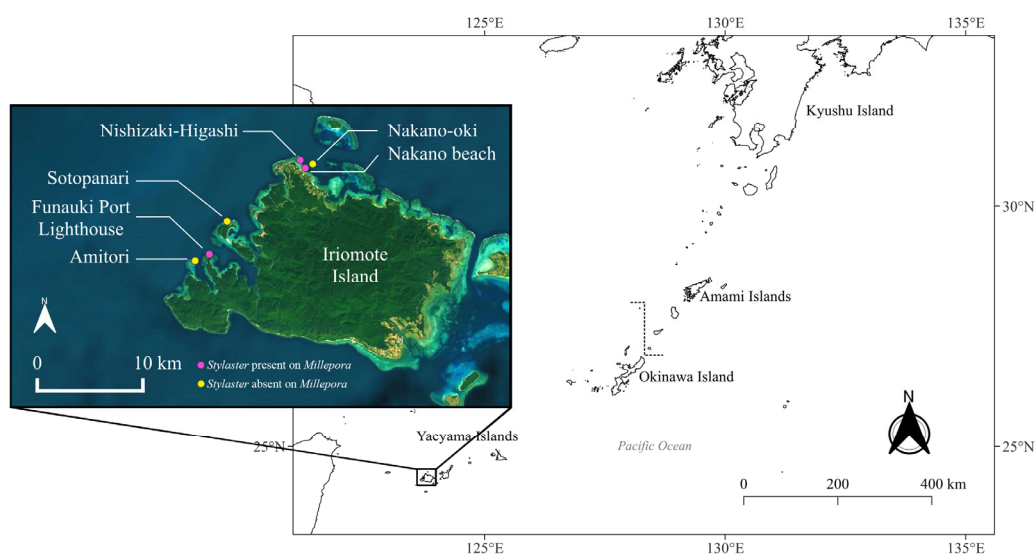 125°E
130°E
135°E
Kyushu Island
30°N
30°N
Amami Islands
Okinawa Island
Yacyama Islands
25°N
25°N
Pacific Ocean
N
0 200 400 km
125°E
130°E
135°E
Nishizaki-Higashi
Nakano-oki
Nakano beach
Sotopanari
Funauki Port
Lighthouse
Amitori
Iriomote
Island
N
0 10 km
Stylaster present on Millepora
Stylaster absent on Millepora